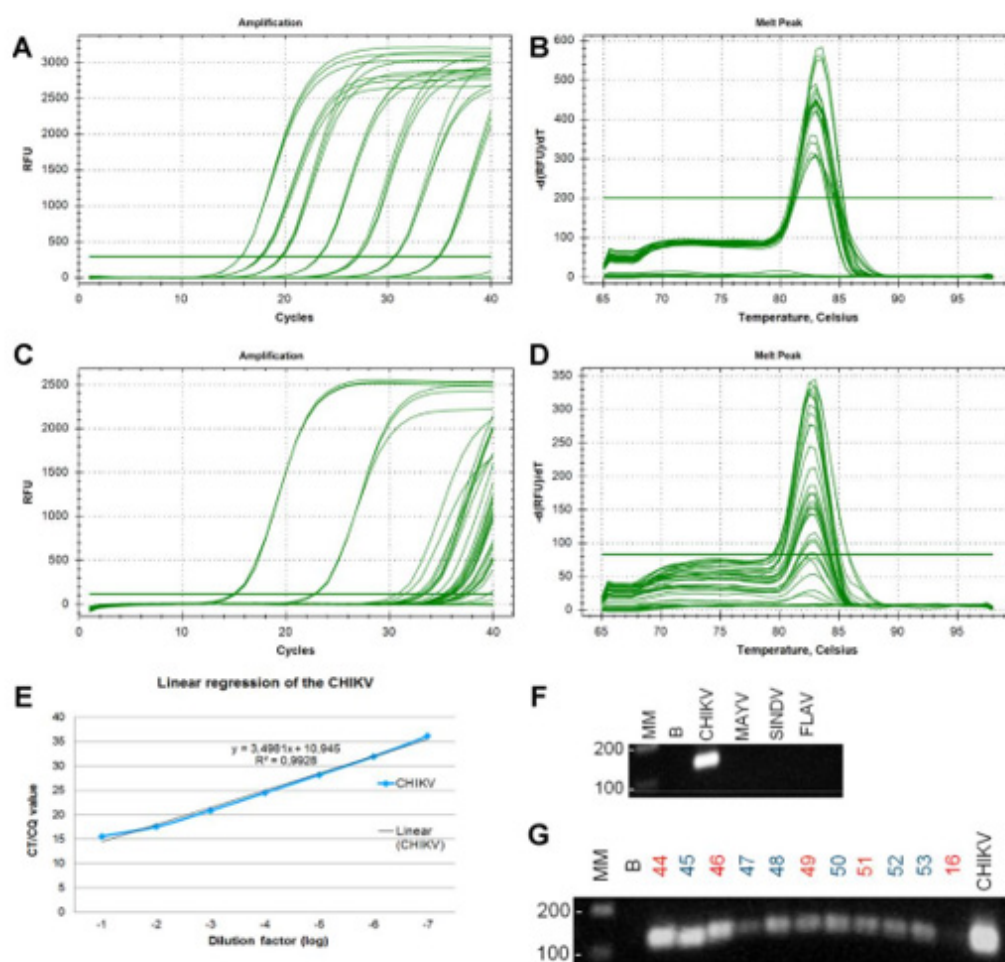 A
Amplification
RFU
3000
2500
2000
1500
1000
500
0
0 10 20 30 40
Cycles
B
Melt Peak
-d(RFU)/dT
600
500
400
300
200
100
0
65 70 75 80 85 90 95
Temperature, Celsius
C
Amplification
RFU
2500
2000
1500
1000
500
0
0 10 20 30 40
Cycles
D
Melt Peak
-d(RFU)/dT
350
300
250
200
150
100
50
0
65 70 75 80 85 90 95
Temperature, Celsius
E
Linear regression of the CHIKV
CT/CQ value
40
35
30
25
20
15
10
5
0
y = 3,4981x + 10,945
R² = 0,9928
CHIKV
Linear
(CHIKV)
-1 -2 -3 -4 -5 -6 -7
Dilution factor (log)
F
MM B CHIKV MAYV SINDV FLAV
200
100
G
MM B 44 45 46 47 48 49 50 51 52 53 16 CHIKV
200
100